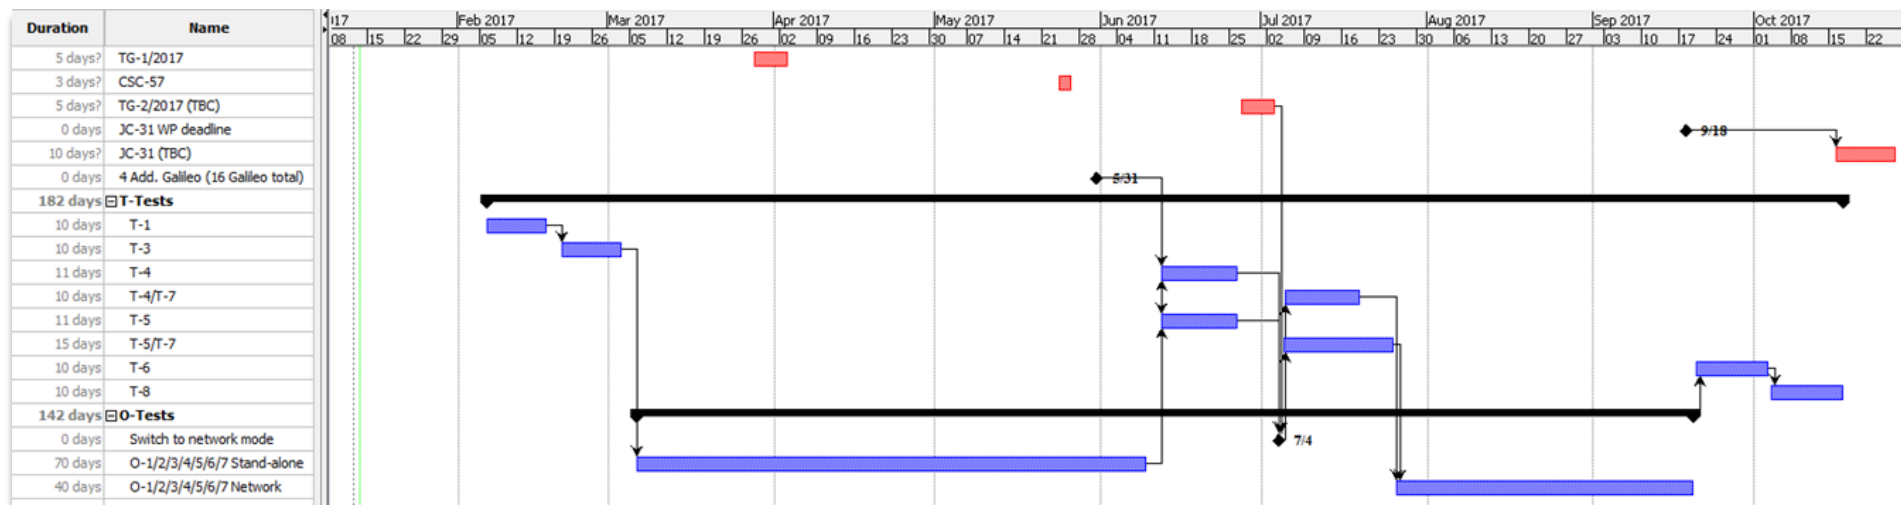 Duration Name 017 Feb 2017 Mar 2017 Apr 2017 May 2017 Jun 2017 Jul 2017 Aug 2017 Sep 2017 Oct 2017
08 15 22 29 05 12 19 26 05 12 19 26 02 09 16 23 30 07 14 21 28 04 11 18 25 02 09 16 23 30 06 13 20 27 03 10 17 24 01 08 15 22
5 days? TG-1/2017
3 days? CSC-57
5 days? TG-2/2017 (TBC)
0 days JC-31 WP deadline 9/18
10 days? JC-31 (TBC)
0 days 4 Add. Galileo (16 Galileo total) 5/31
182 days T-Tests
10 days T-1
10 days T-3
11 days T-4
10 days T-4/T-7
11 days T-5
15 days T-5/T-7
10 days T-6
10 days T-8
142 days O-Tests
0 days Switch to network mode 7/4
70 days O-1/2/3/4/5/6/7 Stand-alone
40 days O-1/2/3/4/5/6/7 Network